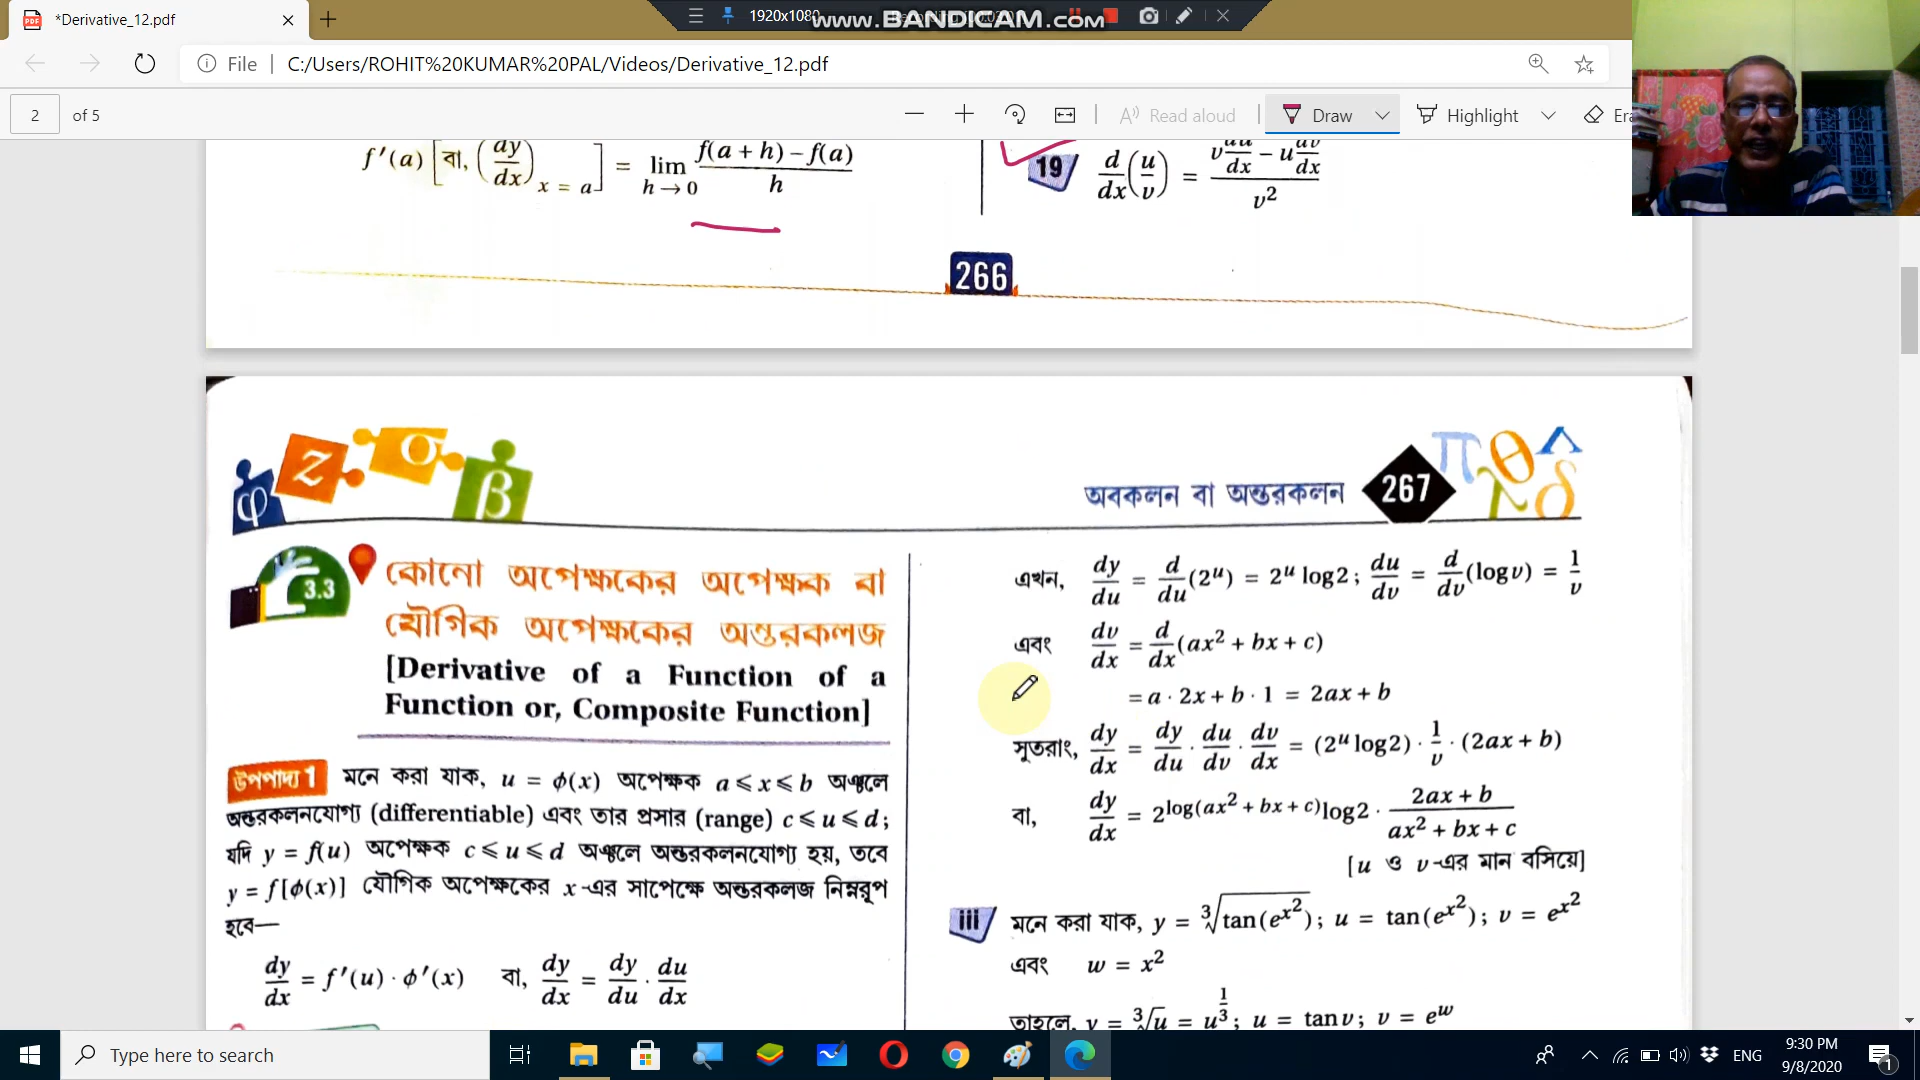 *Derivative_12.pdf
1920x1080
www.BANDICAM.com
File
C:/Users/ROHIT%20KUMAR%20PAL/Videos/Derivative_12.pdf
2 of 5
Read aloud
Draw
Highlight
f′(a) [বা, (dy/dx)x = a] = lim h→0 f(a + h) – f(a) / h
19 d/dx (u/v) = v du/dx – u dv/dx / v²
266
φ Z σ β
অবকলন বা অন্তরকলন 267 π θ λ δ
3.3 কোনো অপেক্ষকের অপেক্ষক বা
যৌগিক অপেক্ষকের অন্তরকলজ
[Derivative of a Function of a
Function or, Composite Function]
উপপাদ্য 1 মনে করা যাক, u = ϕ(x) অপেক্ষক a ⩽ x ⩽ b অঞ্চলে
অন্তরকলনযোগ্য (differentiable) এবং তার প্রসার (range) c ⩽ u ⩽ d;
যদি y = f(u) অপেক্ষক c ⩽ u ⩽ d অঞ্চলে অন্তরকলনযোগ্য হয়, তবে
y = f[ϕ(x)] যৌগিক অপেক্ষকের x -এর সাপেক্ষে অন্তরকলজ নিম্নরূপ
হবে—
dy/dx = f′(u) · ϕ′(x) বা, dy/dx = dy/du · du/dx
এখন, dy/du = d/du (2ᵘ) = 2ᵘ log2; du/dv = d/dv (log v) = 1/v
এবং dv/dx = d/dx (ax² + bx + c)
= a · 2x + b · 1 = 2ax + b
সুতরাং, dy/dx = dy/du · du/dv · dv/dx = (2ᵘ log2) · 1/v · (2ax + b)
বা, dy/dx = 2^log(ax² + bx + c) log2 · 2ax + b / ax² + bx + c
[u ও v-এর মান বসিয়ে]
iii মনে করা যাক, y = ∛tan(e^x²); u = tan(e^x²); v = e^x²
এবং w = x²
তাহলে, y = ∛u = u^1/3; u = tan v; v = e^w
Type here to search
ENG
9:30 PM
9/8/2020
1